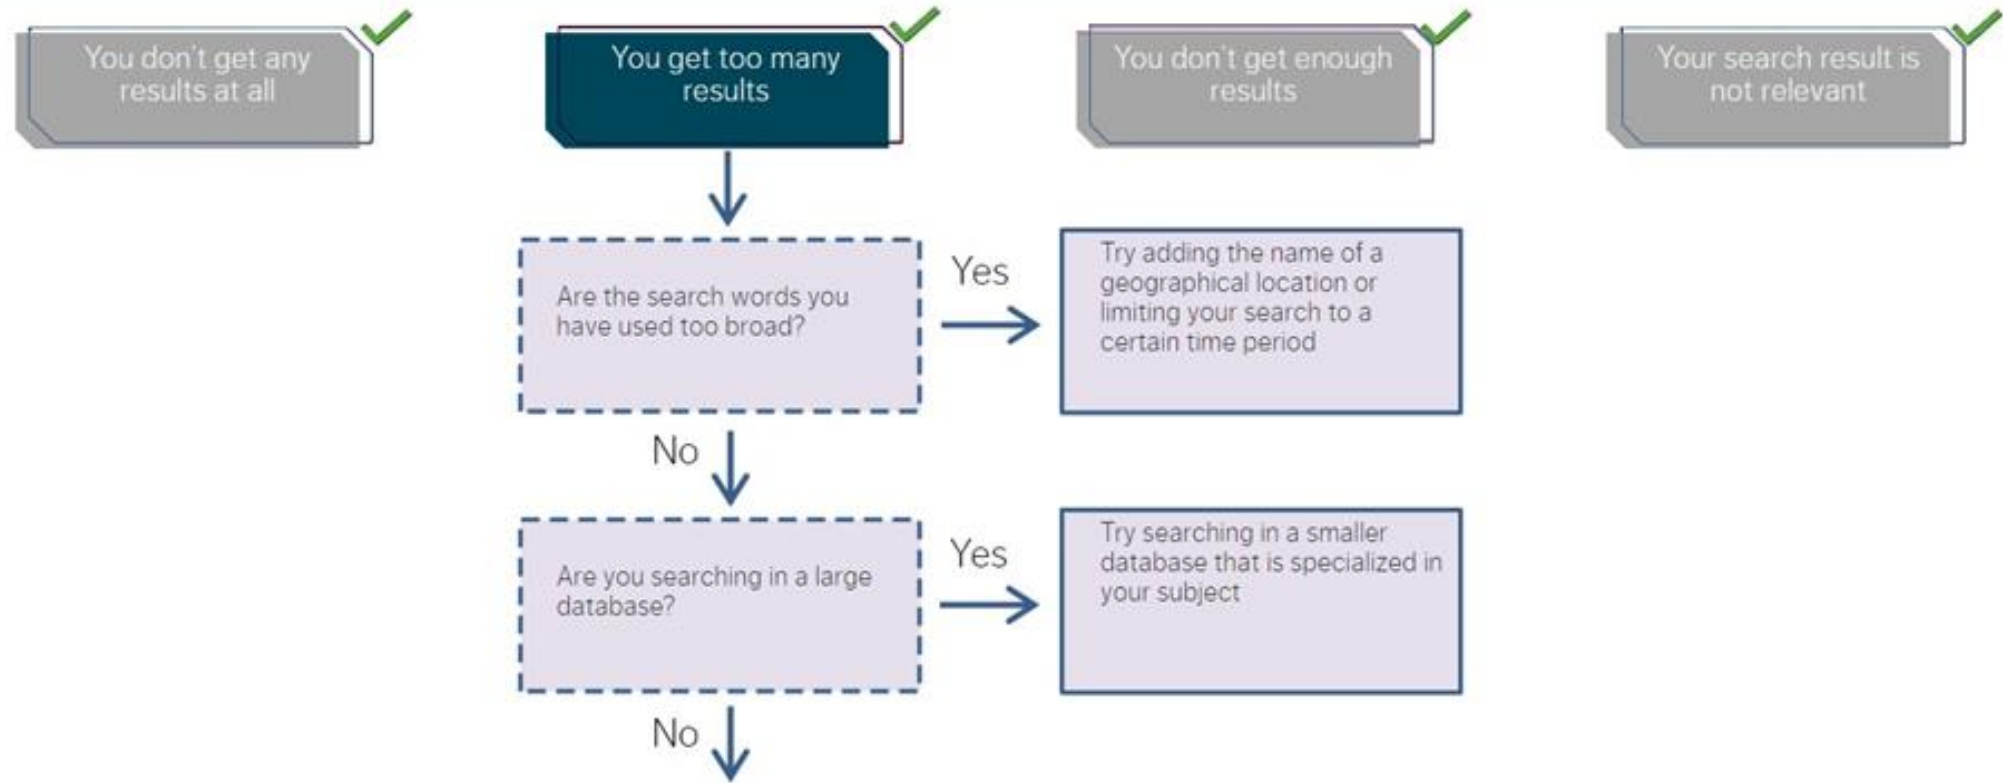 You don't get any
results at all
You get too many
results
You don't get enough
results
Your search result is
not relevant
Are the search words you
have used too broad?
Yes
Try adding the name of a
geographical location or
limiting your search to a
certain time period
No
Are you searching in a large
database?
Yes
Try searching in a smaller
database that is specialized in
your subject
No